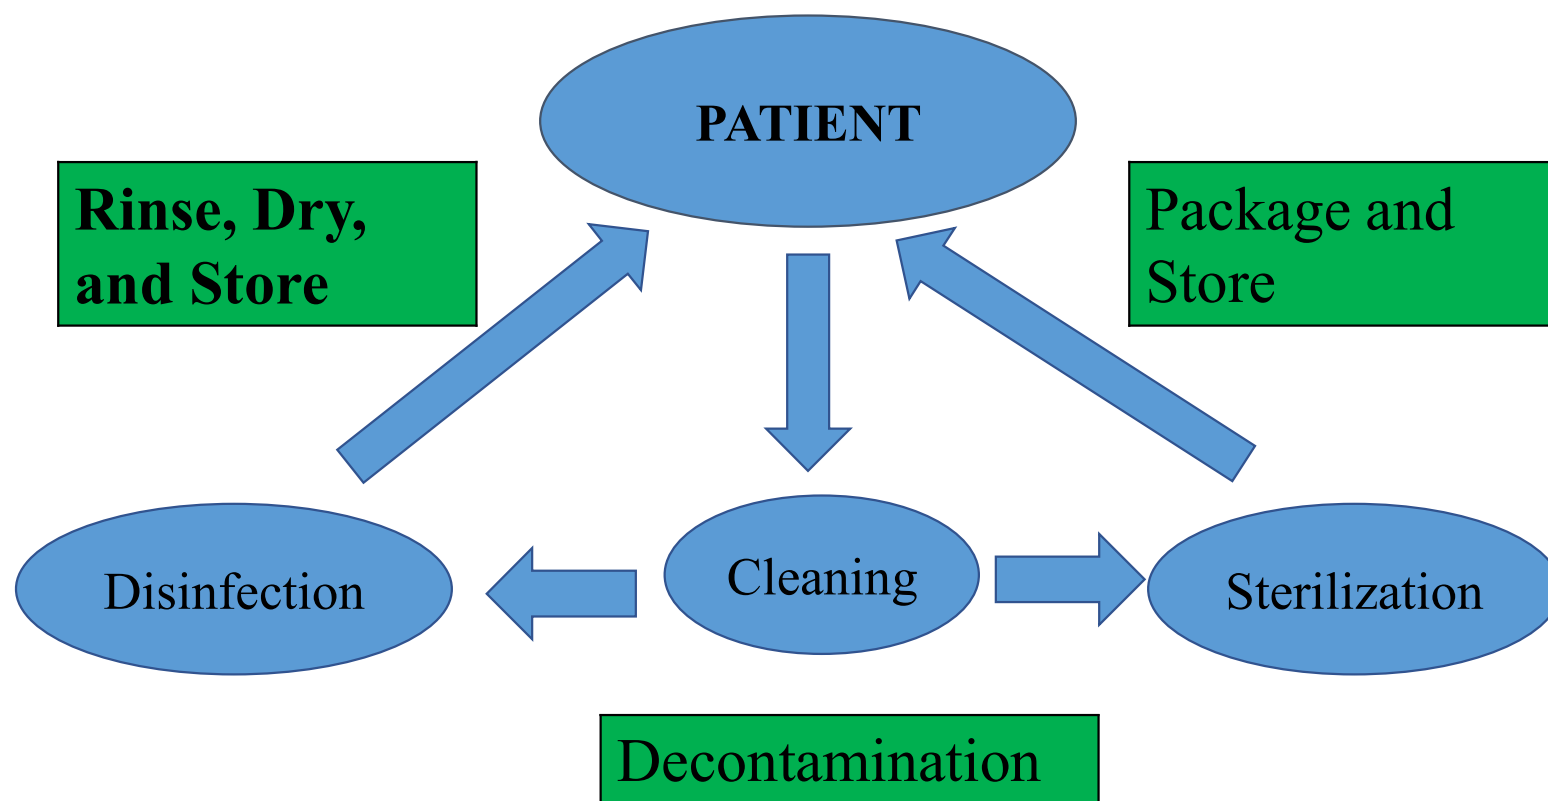 PATIENT
Rinse, Dry,
and Store
Package and
Store
Disinfection
Cleaning
Sterilization
Decontamination